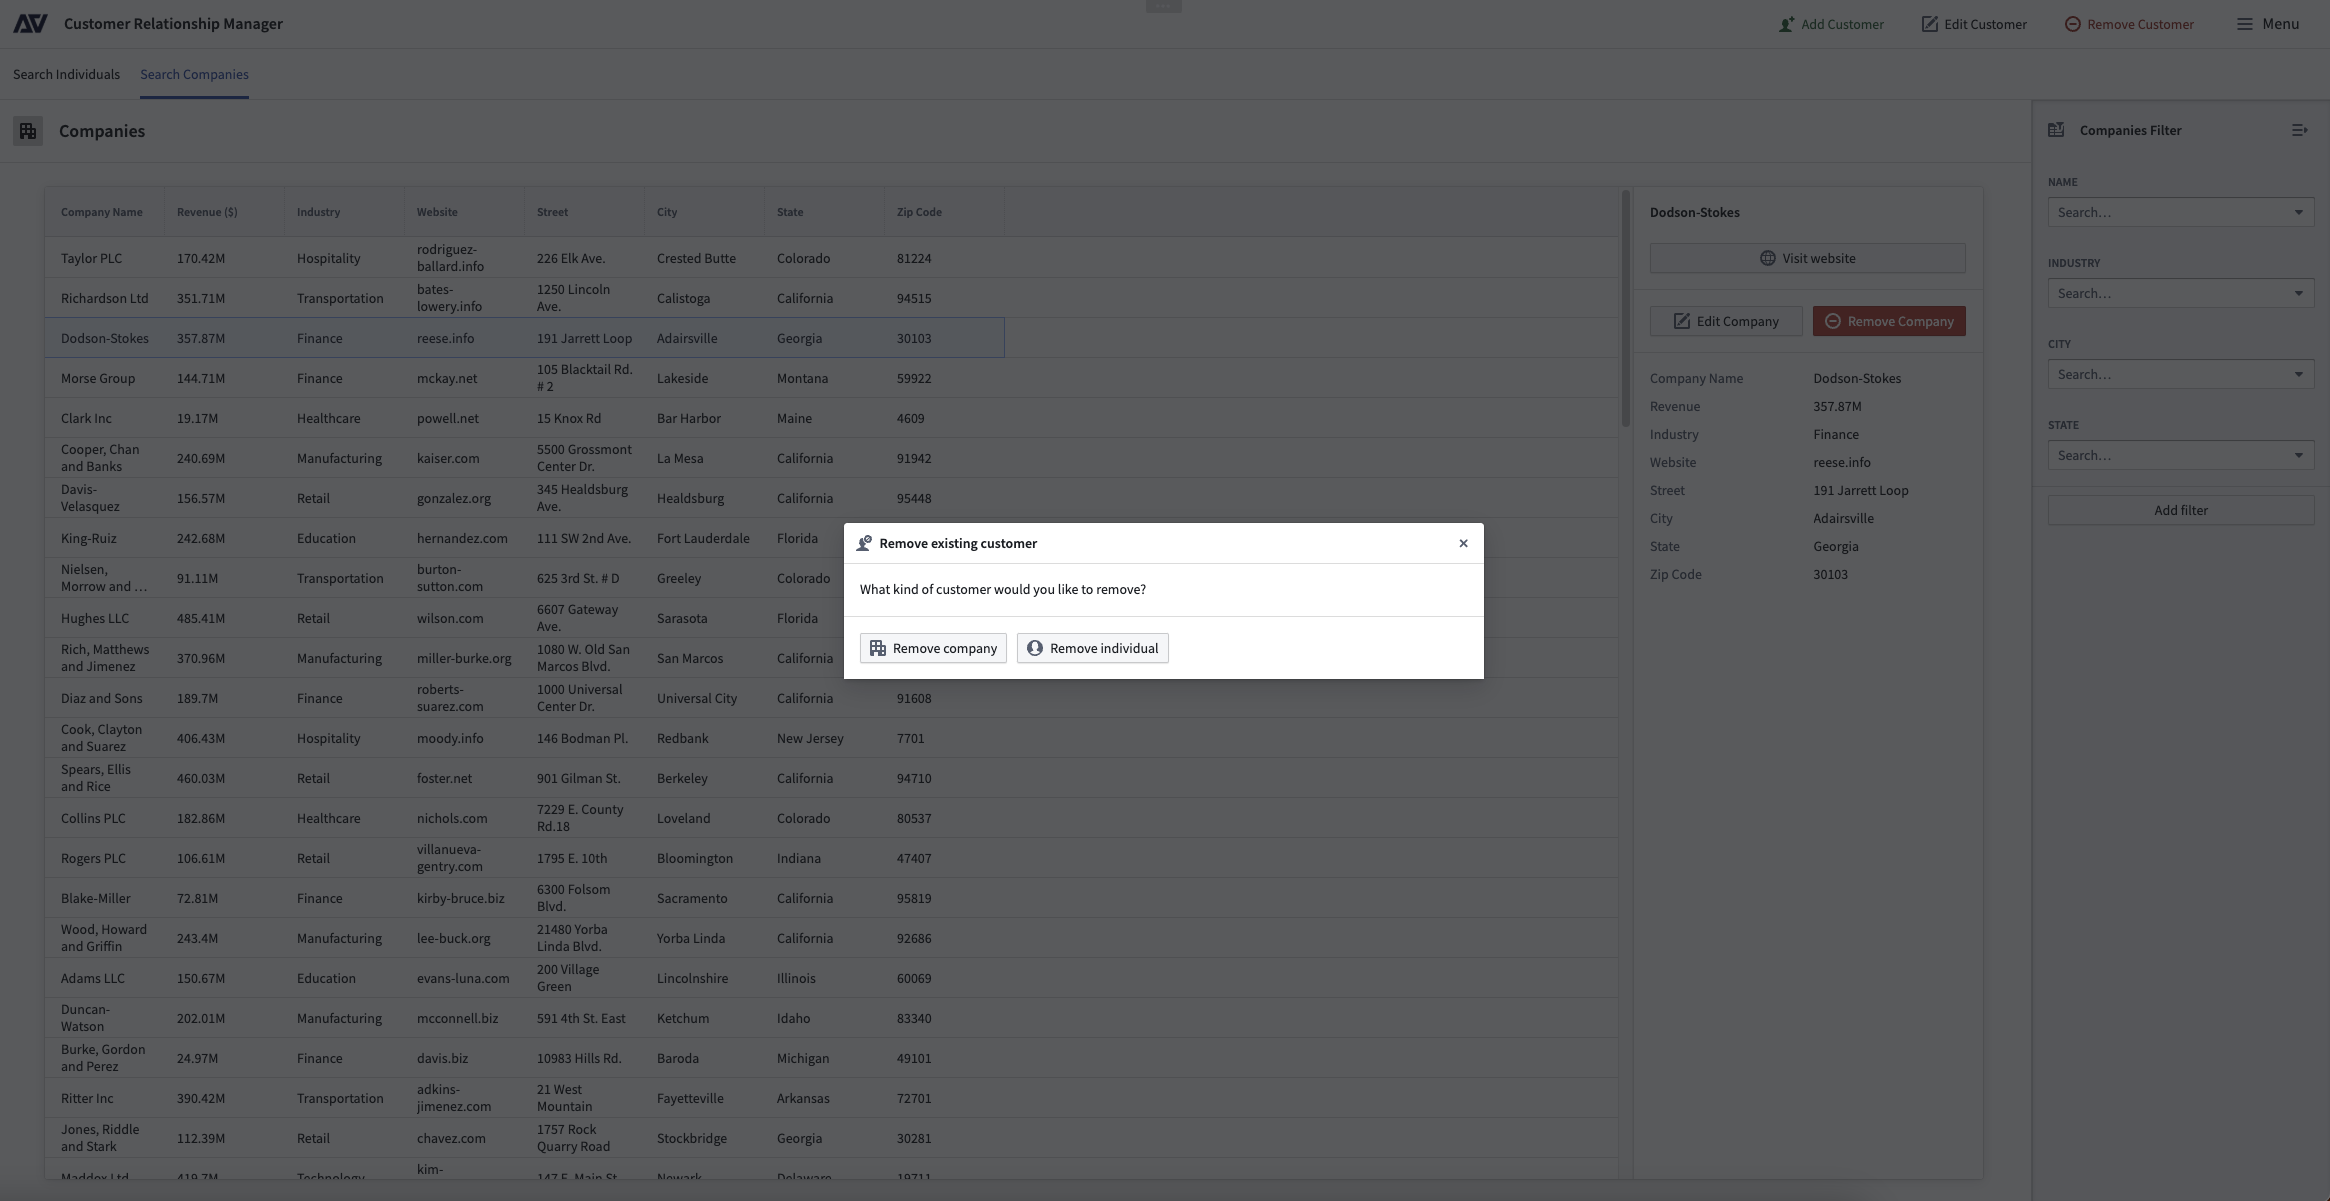 Customer Relationship Manager
Add Customer
Edit Customer
Remove Customer
Menu
Search Individuals
Search Companies
Companies
Company Name Revenue ($) Industry Website Street City State Zip Code
Taylor PLC 170.42M Hospitality rodriguez-ballard.info 226 Elk Ave. Crested Butte Colorado 81224
Richardson Ltd 351.71M Transportation bates-lowery.info 1250 Lincoln Ave. Calistoga California 94515
Dodson-Stokes 357.87M Finance reese.info 191 Jarrett Loop Adairsville Georgia 30103
Morse Group 144.71M Finance mckay.net 105 Blacktail Rd. # 2 Lakeside Montana 59922
Clark Inc 19.17M Healthcare powell.net 15 Knox Rd Bar Harbor Maine 4609
Cooper, Chan and Banks 240.69M Manufacturing kaiser.com 5500 Grossmont Center Dr. La Mesa California 91942
Davis-Velasquez 156.57M Retail gonzalez.org 345 Healdsburg Ave. Healdsburg California 95448
King-Ruiz 242.68M Education hernandez.com 111 SW 2nd Ave. Fort Lauderdale Florida
Nielsen, Morrow and … 91.11M Transportation burton-sutton.com 625 3rd St. # D Greeley Colorado
Hughes LLC 485.41M Retail wilson.com 6607 Gateway Ave. Sarasota Florida
Rich, Matthews and Jimenez 370.96M Manufacturing miller-burke.org 1080 W. Old San Marcos Blvd. San Marcos California
Diaz and Sons 189.7M Finance roberts-suarez.com 1000 Universal Center Dr. Universal City California 91608
Cook, Clayton and Suarez 406.43M Hospitality moody.info 146 Bodman Pl. Redbank New Jersey 7701
Spears, Ellis and Rice 460.03M Retail foster.net 901 Gilman St. Berkeley California 94710
Collins PLC 182.86M Healthcare nichols.com 7229 E. County Rd.18 Loveland Colorado 80537
Rogers PLC 106.61M Retail villanueva-gentry.com 1795 E. 10th Bloomington Indiana 47407
Blake-Miller 72.81M Finance kirby-bruce.biz 6300 Folsom Blvd. Sacramento California 95819
Wood, Howard and Griffin 243.4M Manufacturing lee-buck.org 21480 Yorba Linda Blvd. Yorba Linda California 92686
Adams LLC 150.67M Education evans-luna.com 200 Village Green Lincolnshire Illinois 60069
Duncan-Watson 202.01M Manufacturing mcconnell.biz 591 4th St. East Ketchum Idaho 83340
Burke, Gordon and Perez 24.97M Finance davis.biz 10983 Hills Rd. Baroda Michigan 49101
Ritter Inc 390.42M Transportation adkins-jimenez.com 21 West Mountain Fayetteville Arkansas 72701
Jones, Riddle and Stark 112.39M Retail chavez.com 1757 Rock Quarry Road Stockbridge Georgia 30281
Maddox Ltd 419.7M Technology kim- 147 E. Main St. Newark Delaware 19711
Remove existing customer
What kind of customer would you like to remove?
Remove company
Remove individual
Dodson-Stokes
Visit website
Edit Company
Remove Company
Company Name Dodson-Stokes
Revenue 357.87M
Industry Finance
Website reese.info
Street 191 Jarrett Loop
City Adairsville
State Georgia
Zip Code 30103
Companies Filter
NAME
Search…
INDUSTRY
Search…
CITY
Search…
STATE
Search…
Add filter